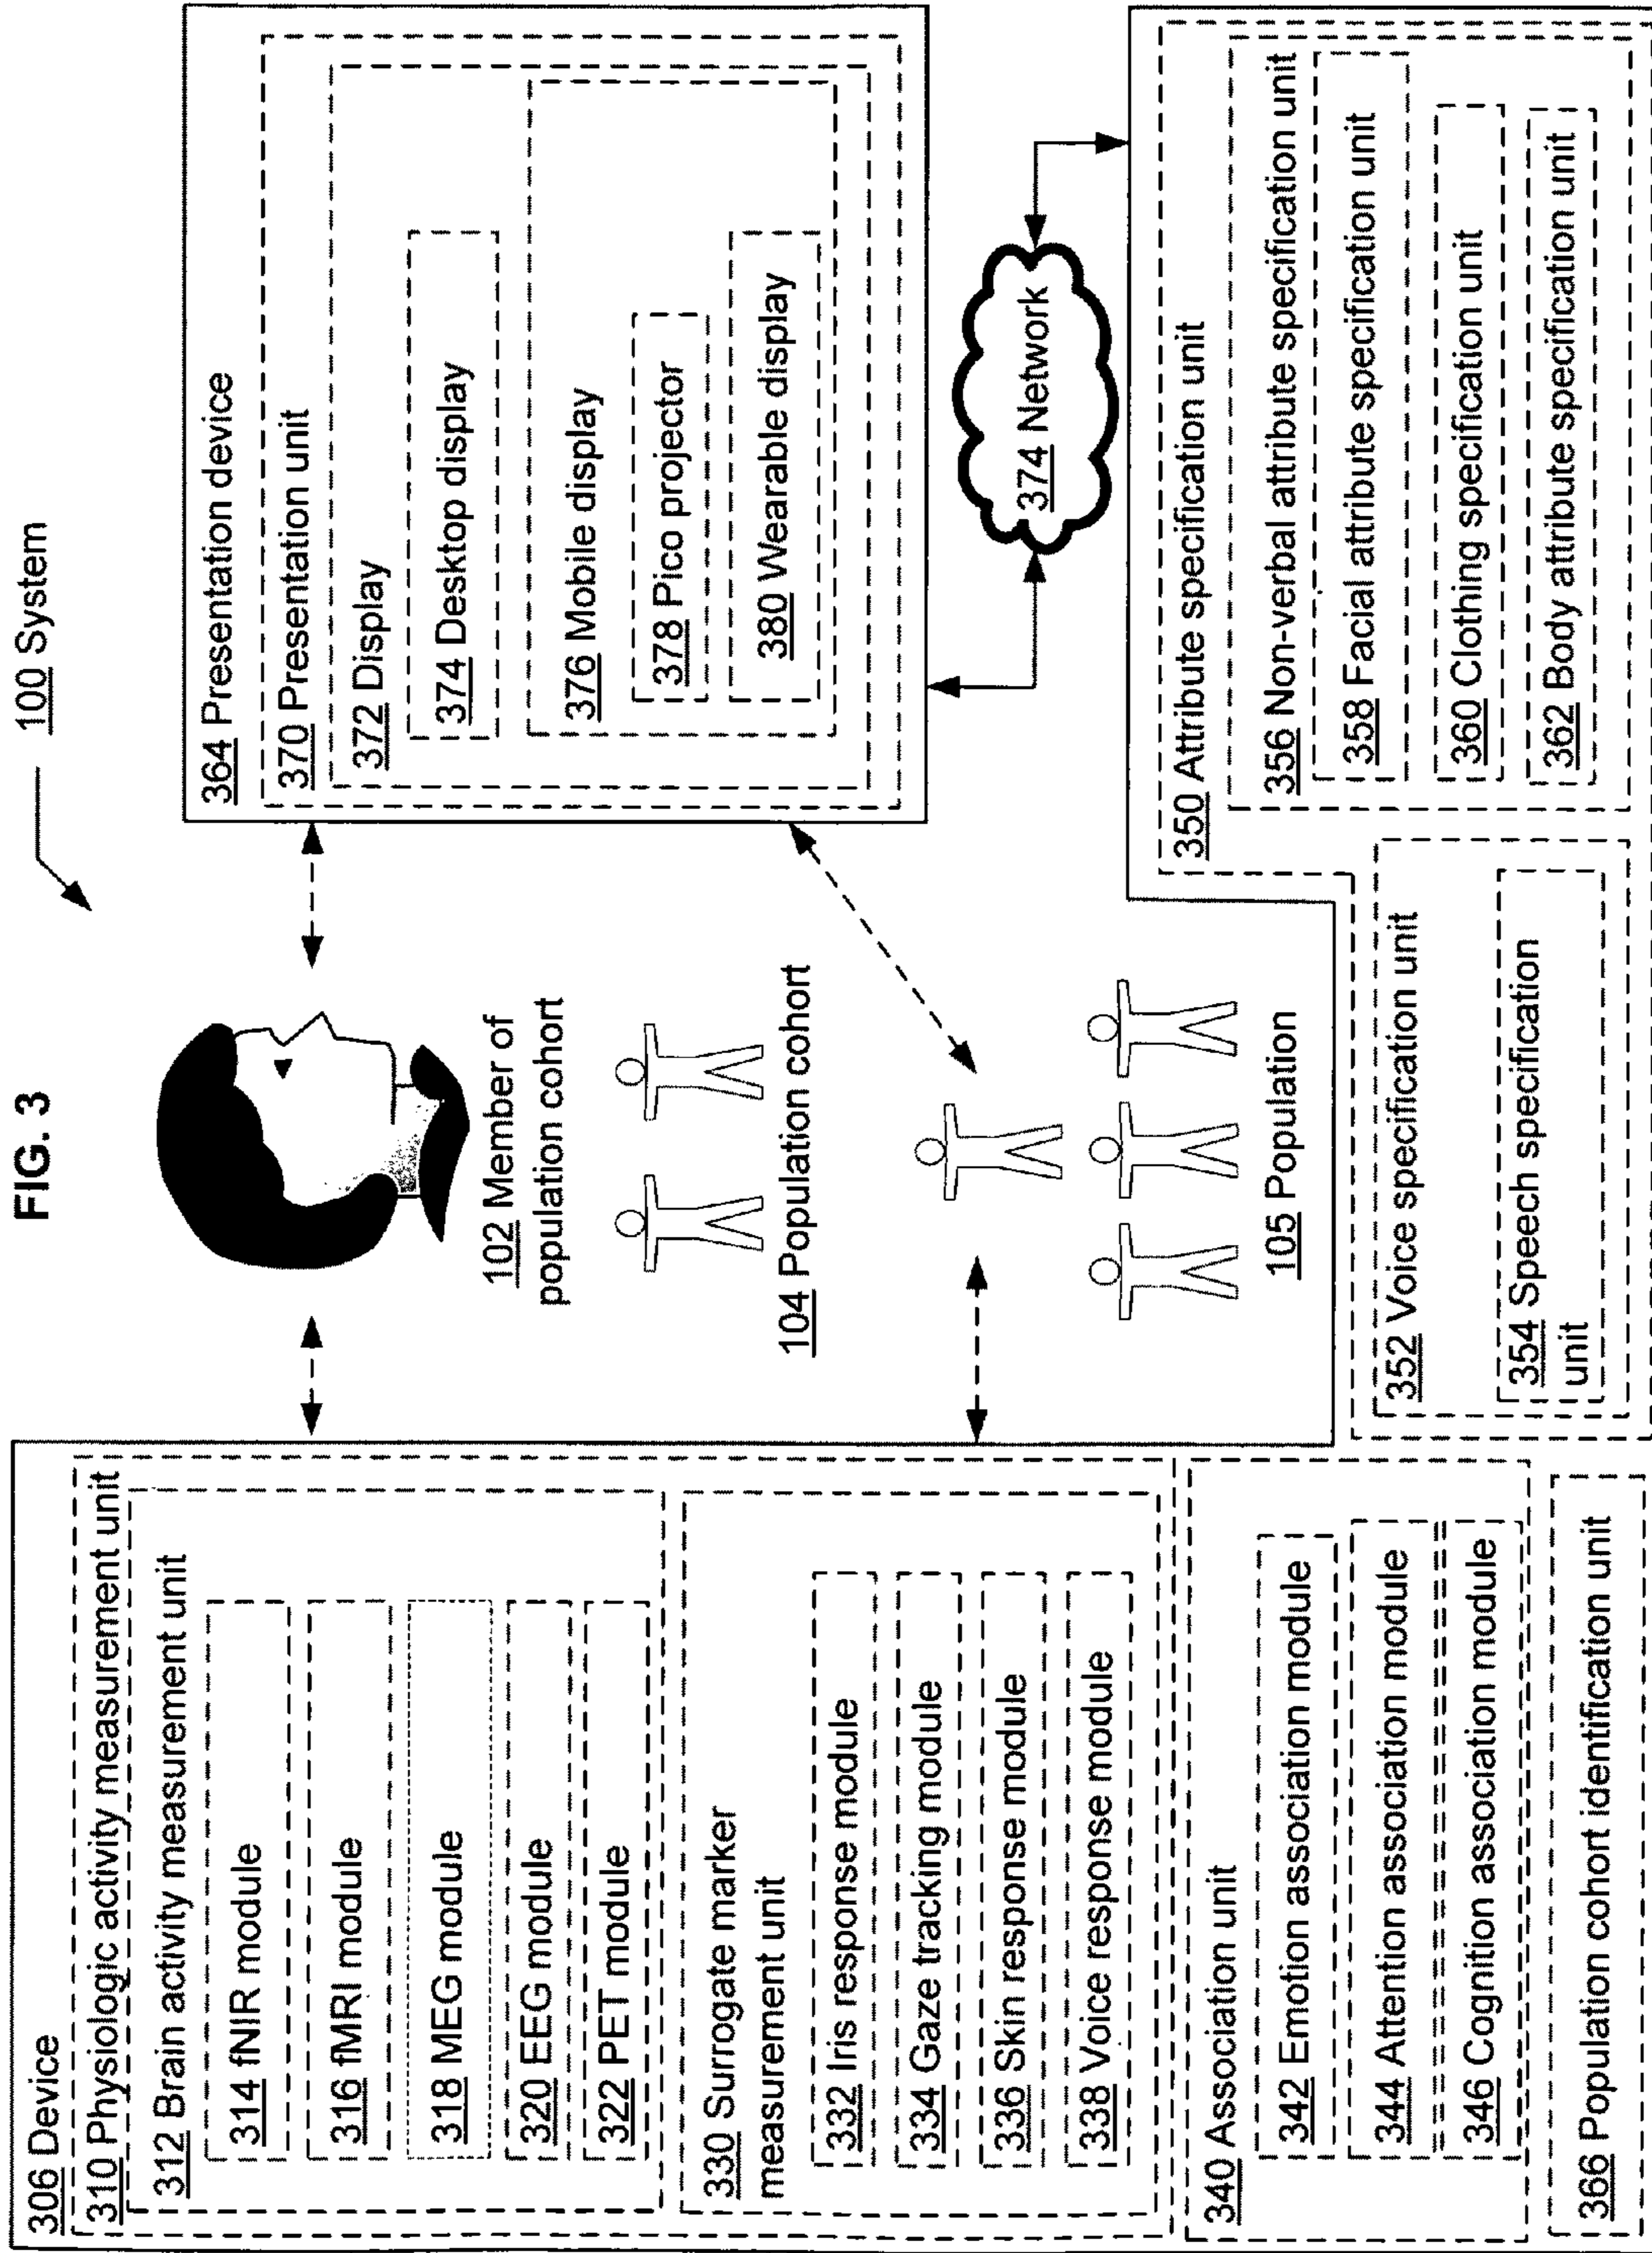 FIG. 3
100 System
306 Device
310 Physiologic activity measurement unit
312 Brain activity measurement unit
314 fNIR module
316 fMRI module
318 MEG module
320 EEG module
322 PET module
330 Surrogate marker
measurement unit
332 Iris response module
334 Gaze tracking module
336 Skin response module
338 Voice response module
340 Association unit
342 Emotion association module
344 Attention association module
346 Cognition association module
366 Population cohort identification unit
102 Member of
population cohort
104 Population cohort
105 Population
352 Voice specification unit
354 Speech specification
unit
364 Presentation device
370 Presentation unit
372 Display
374 Desktop display
376 Mobile display
378 Pico projector
380 Wearable display
374 Network
350 Attribute specification unit
356 Non-verbal attribute specification unit
358 Facial attribute specification unit
360 Clothing specification unit
362 Body attribute specification unit